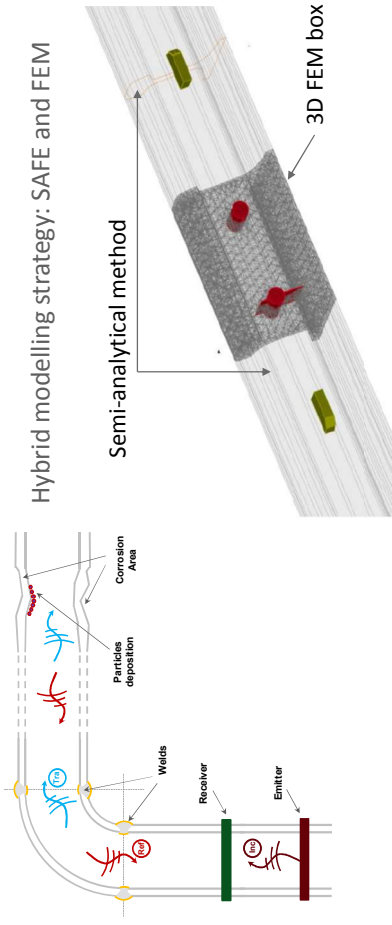 Hybrid modelling strategy: SAFE and FEM
Semi-analytical method
3D FEM box
Corrosion
Area
Particles
deposition
Tra
Welds
Ref
Receiver
Inc
Emitter